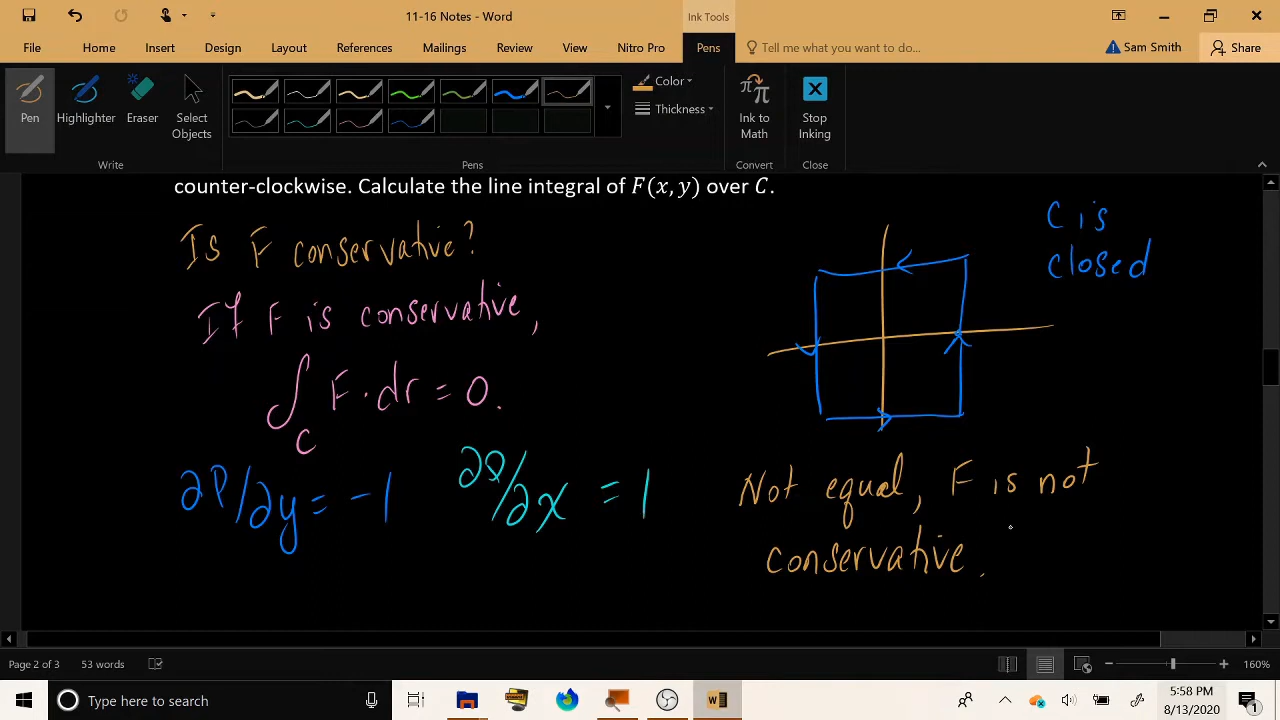 11-16 Notes - Word
Ink Tools
File Home Insert Design Layout References Mailings Review View Nitro Pro Pens Tell me what you want to do... Sam Smith Share
Pen Highlighter Eraser Select Objects
Color
Thickness
Ink to Math
Stop Inking
Write Pens Convert Close
counter-clockwise. Calculate the line integral of F(x, y) over C.
Is F conservative?
If F is conservative,
∫_C F · dr = 0.
∂P/∂y = -1 ∂Q/∂x = 1
C is
closed
Not equal, F is not
conservative.
Page 2 of 3 53 words 160%
Type here to search
5:58 PM
8/13/2020
1